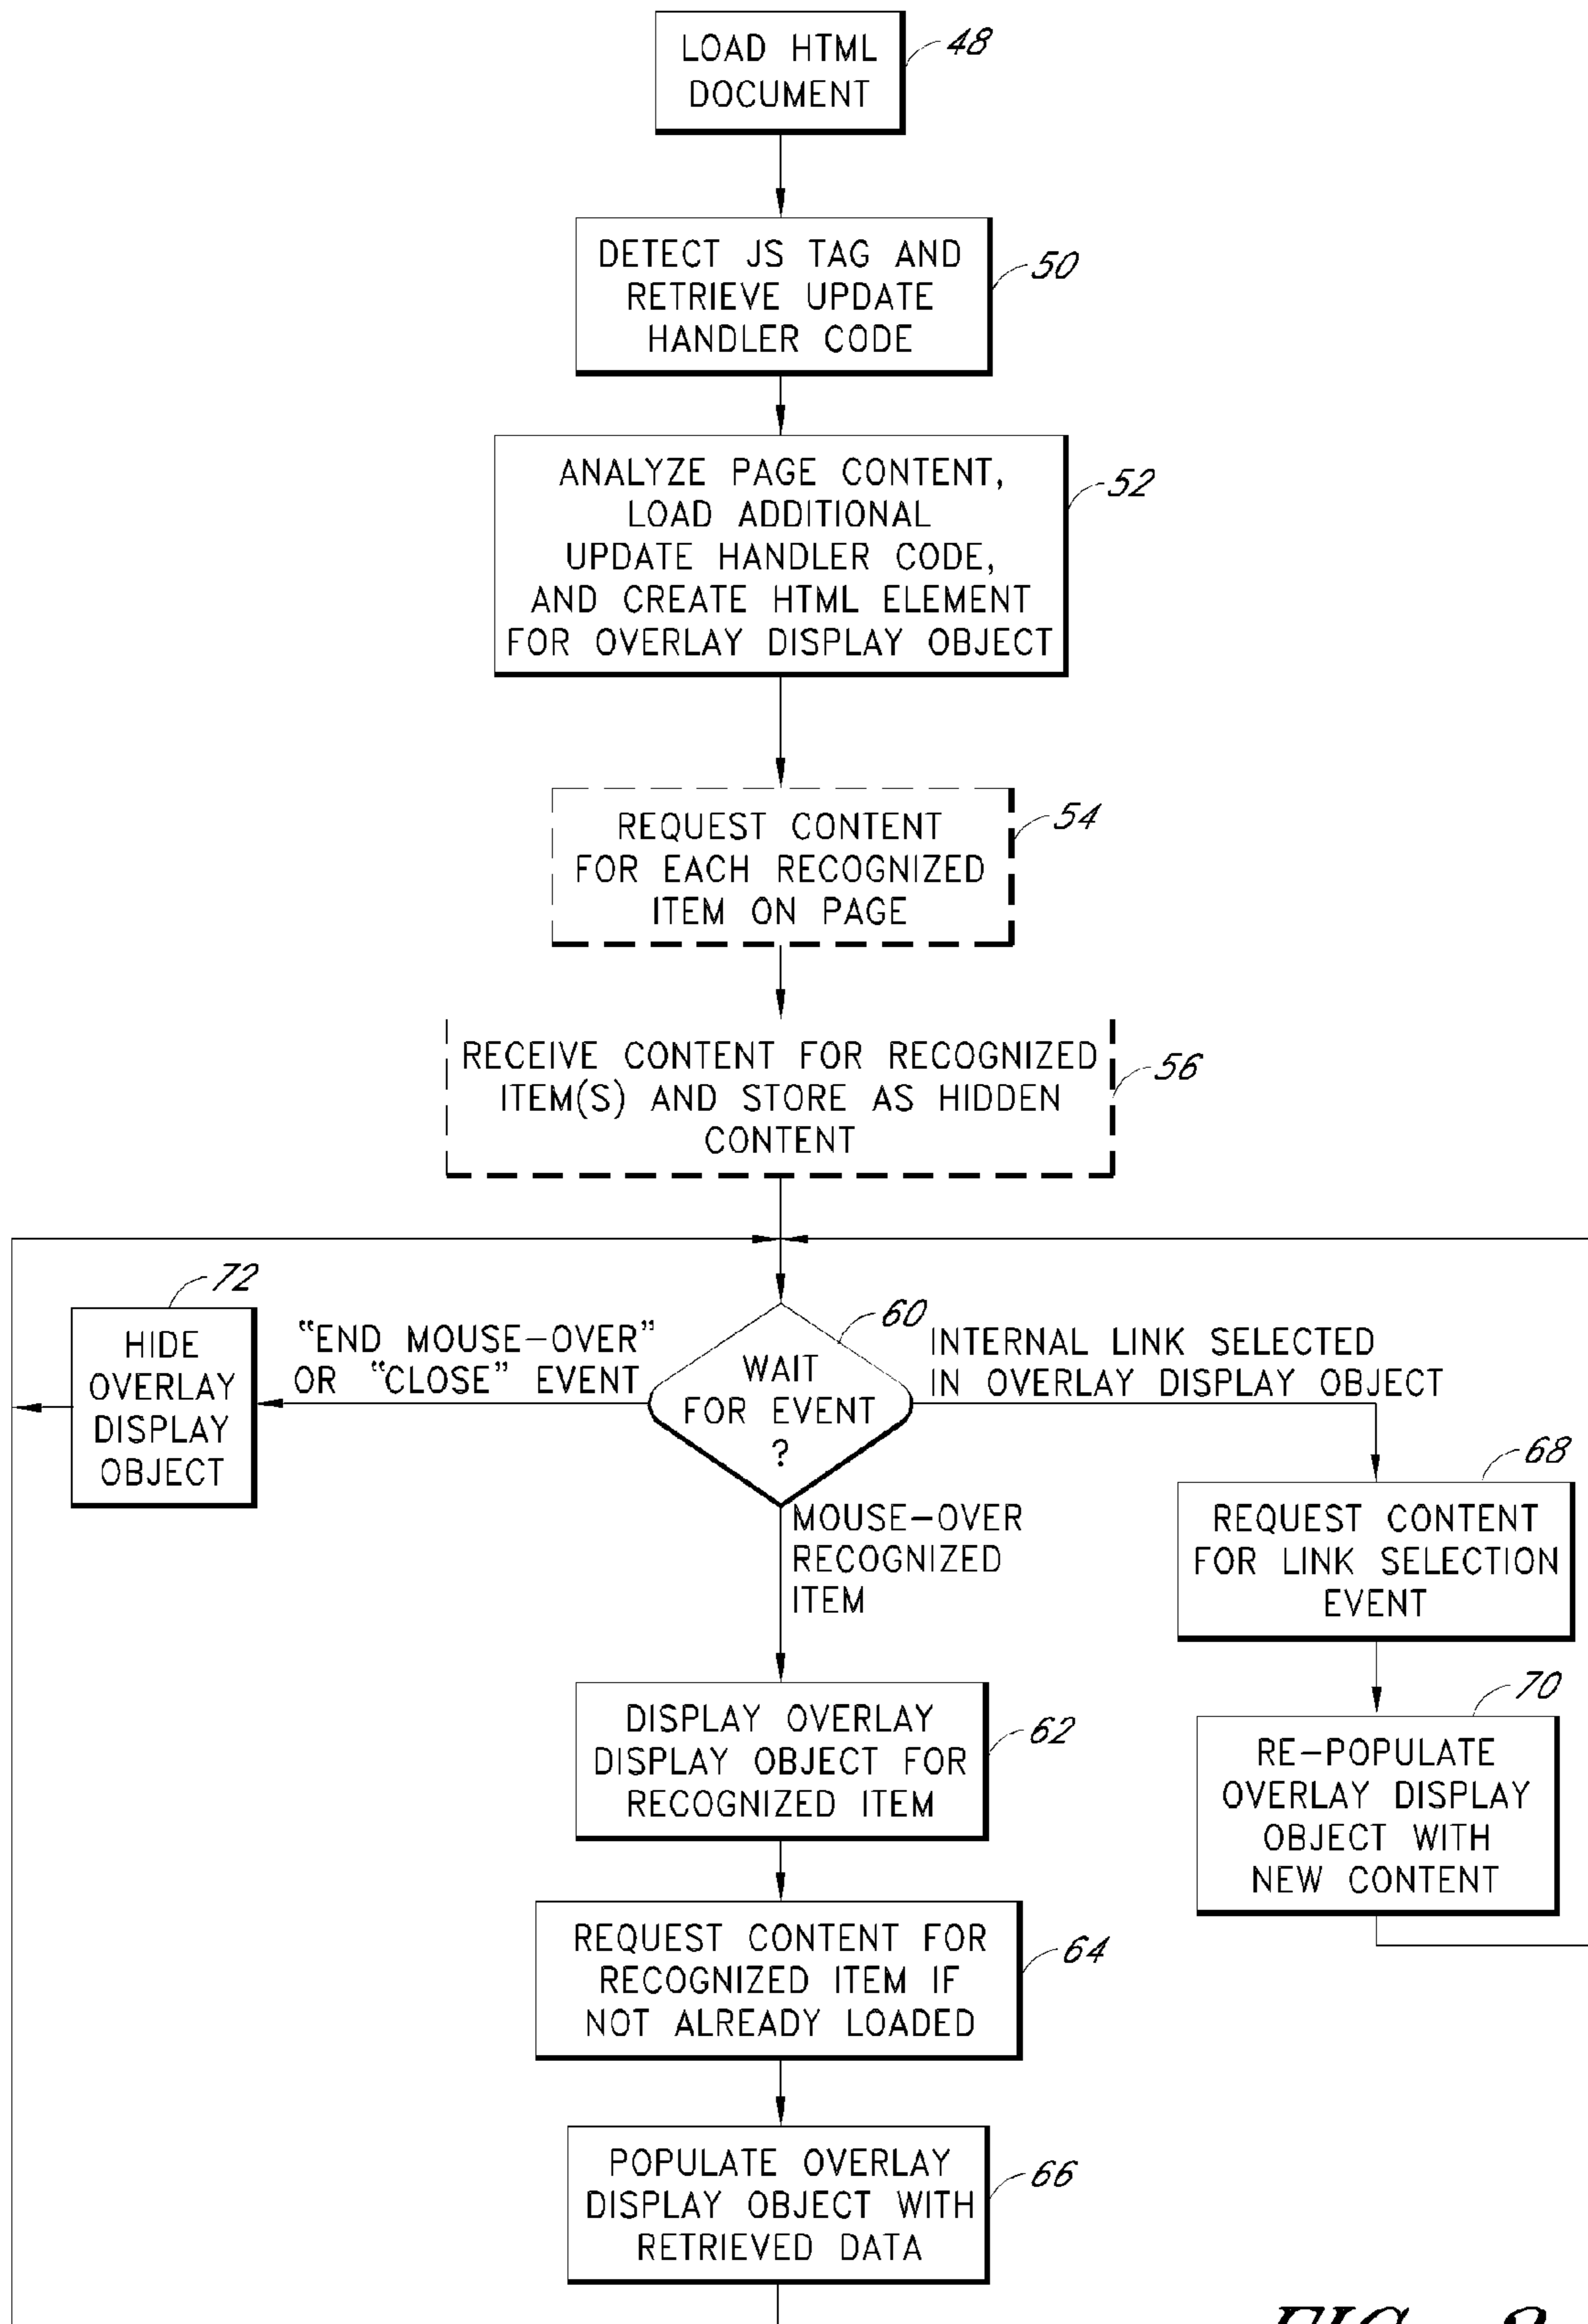 LOAD HTML
DOCUMENT
48
DETECT JS TAG AND
RETRIEVE UPDATE
HANDLER CODE
50
ANALYZE PAGE CONTENT,
LOAD ADDITIONAL
UPDATE HANDLER CODE,
AND CREATE HTML ELEMENT
FOR OVERLAY DISPLAY OBJECT
52
REQUEST CONTENT
FOR EACH RECOGNIZED
ITEM ON PAGE
54
RECEIVE CONTENT FOR RECOGNIZED
ITEM(S) AND STORE AS HIDDEN
CONTENT
56
72
HIDE
OVERLAY
DISPLAY
OBJECT
“END MOUSE-OVER”
OR “CLOSE” EVENT
60
WAIT
FOR EVENT
?
INTERNAL LINK SELECTED
IN OVERLAY DISPLAY OBJECT
MOUSE-OVER
RECOGNIZED
ITEM
68
REQUEST CONTENT
FOR LINK SELECTION
EVENT
70
RE-POPULATE
OVERLAY DISPLAY
OBJECT WITH
NEW CONTENT
DISPLAY OVERLAY
DISPLAY OBJECT FOR
RECOGNIZED ITEM
62
REQUEST CONTENT FOR
RECOGNIZED ITEM IF
NOT ALREADY LOADED
64
POPULATE OVERLAY
DISPLAY OBJECT WITH
RETRIEVED DATA
66
FIG.